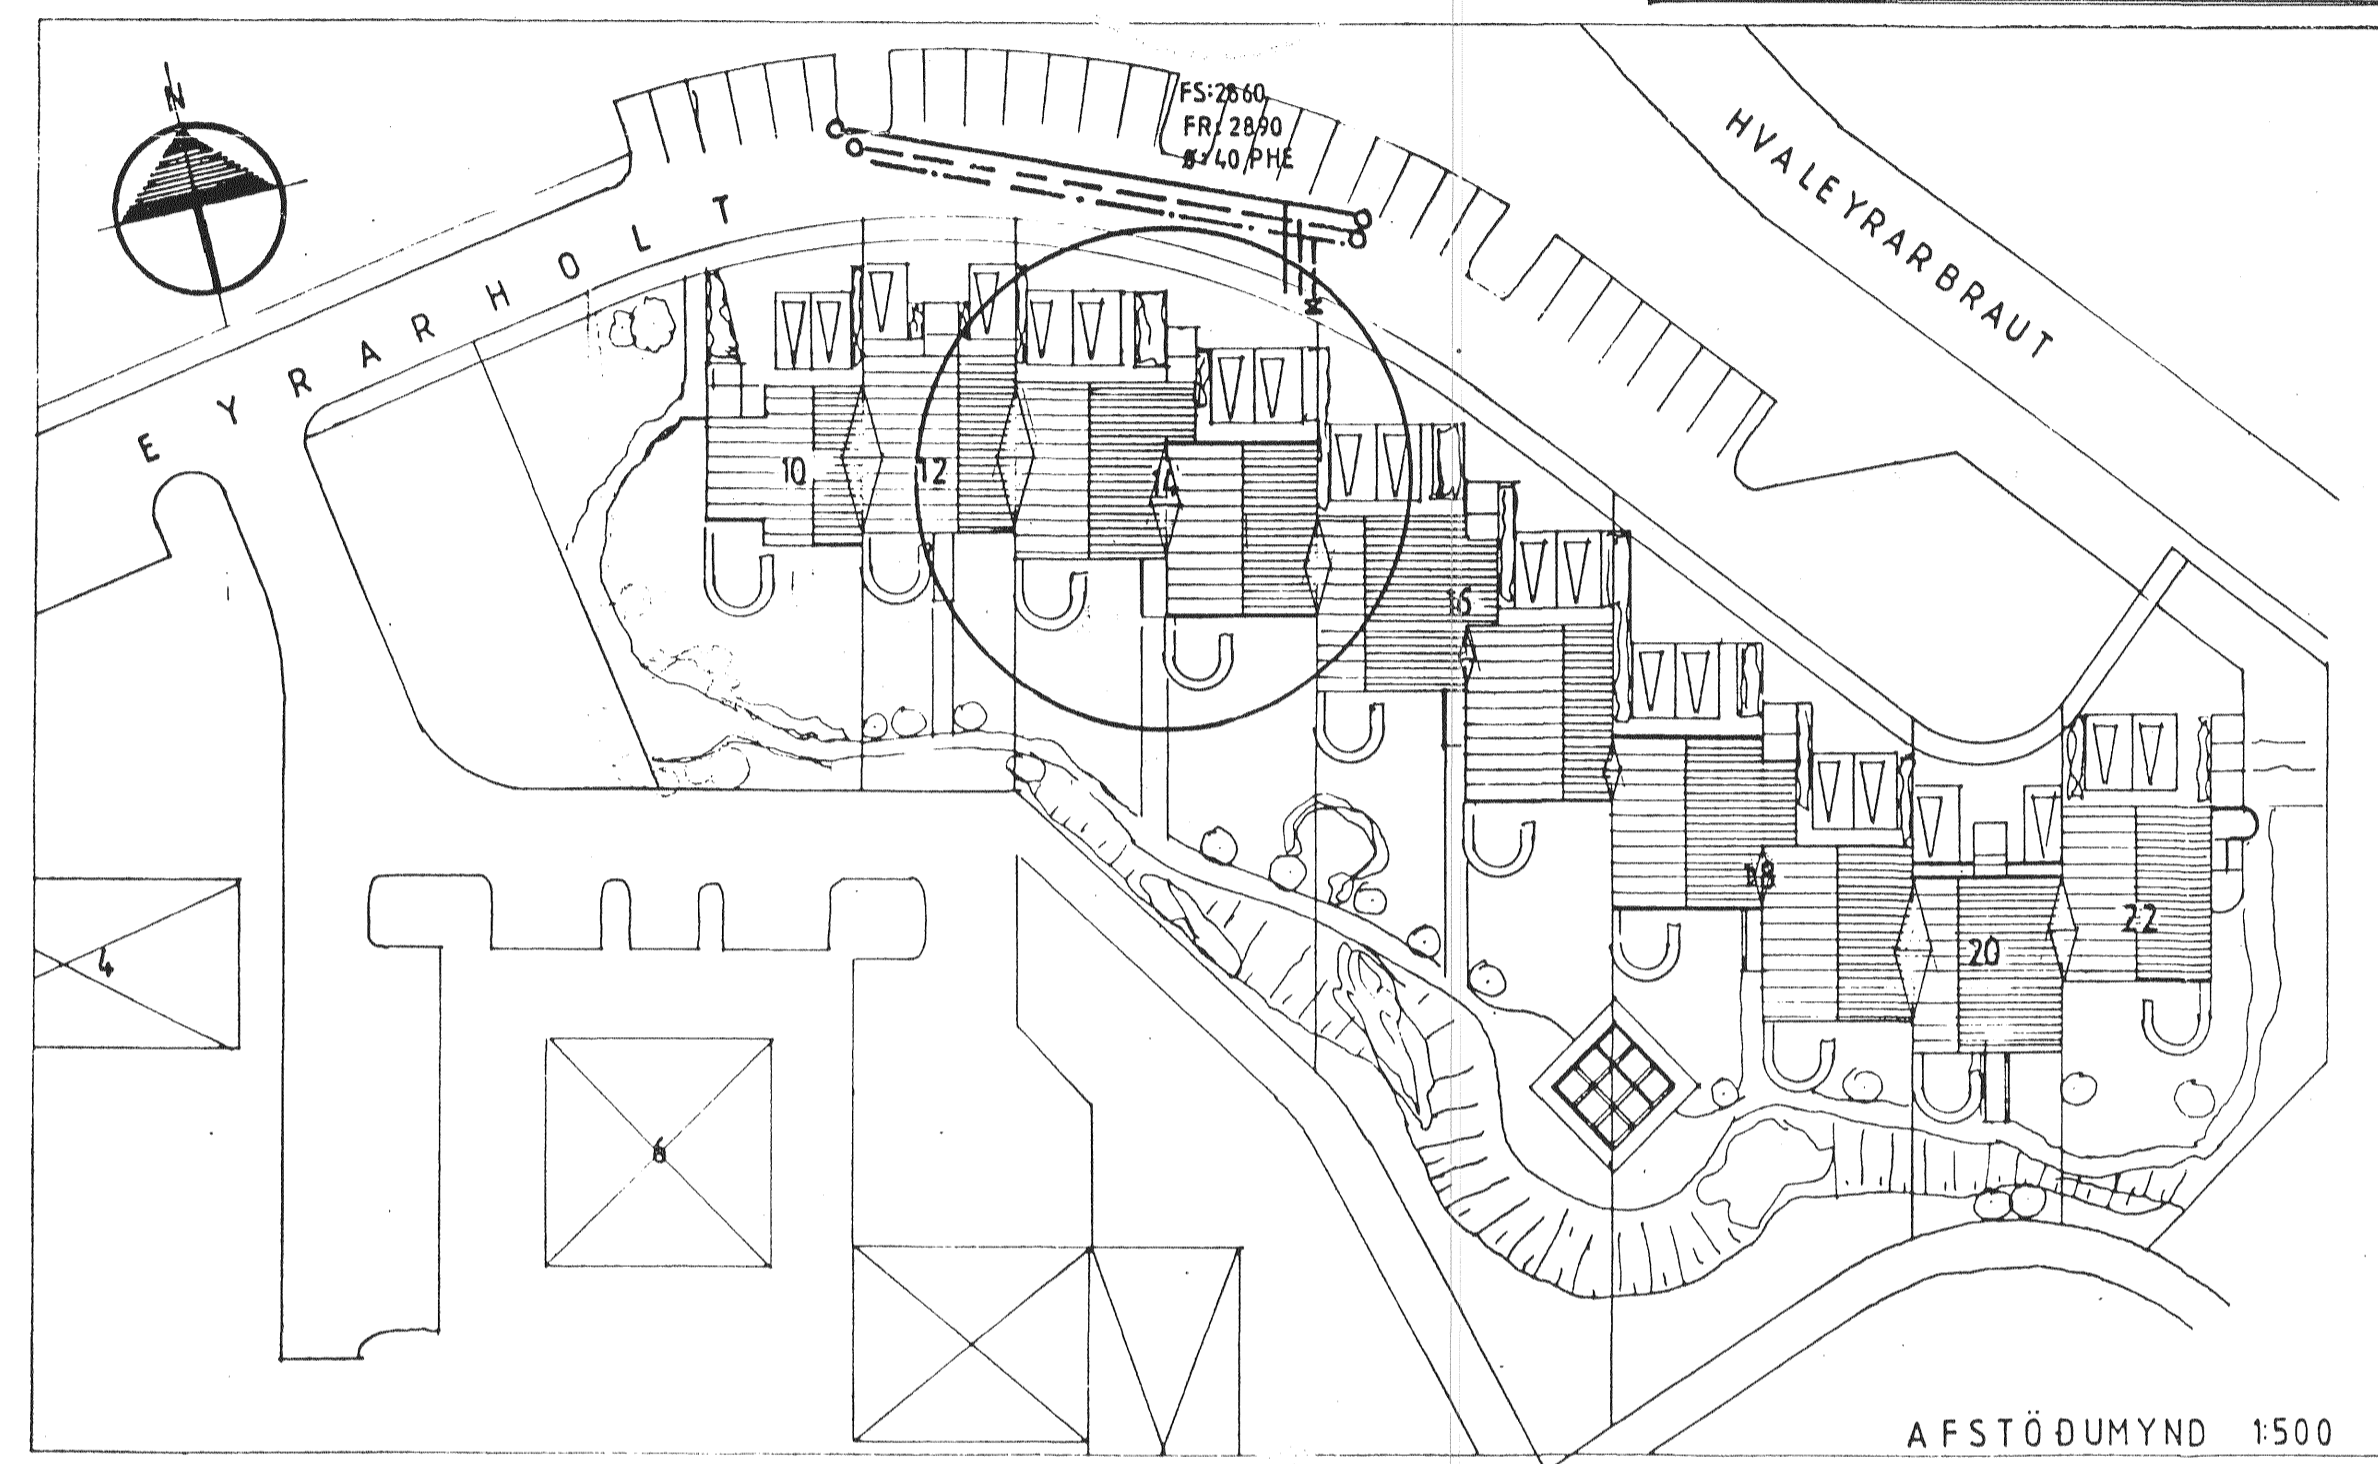 N
FS:2860
FR: 2890
ø:40 PHE
HVALEYRARBRAUT
EYRARHOLT
10
12
14
16
18
20
22
4
6
AFSTÖÐUMYND 1:500